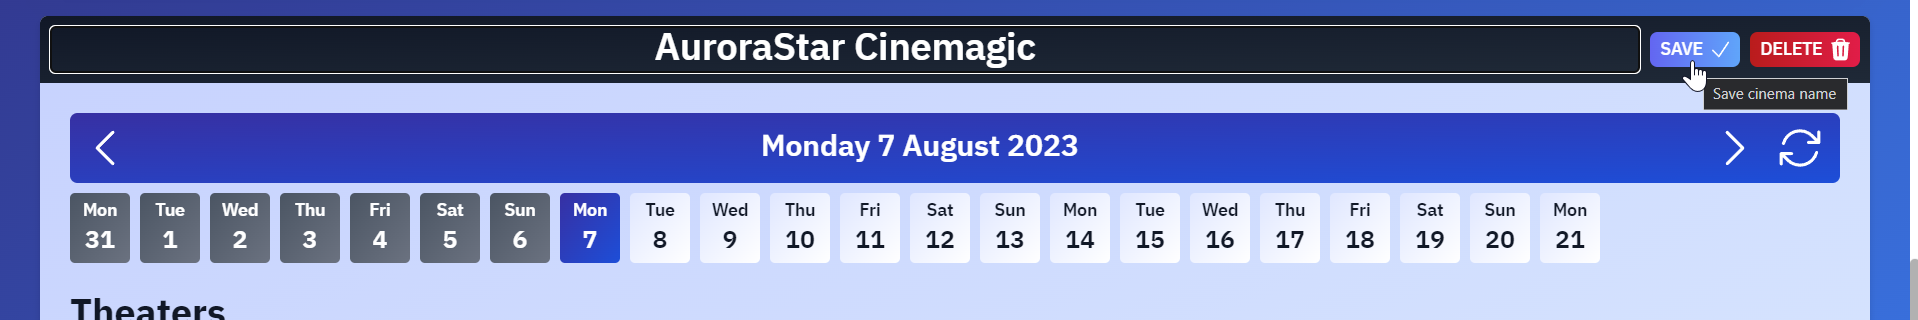 AuroraStar Cinemagic
SAVE
DELETE
Save cinema name
Monday 7 August 2023
Mon Tue Wed Thu Fri Sat Sun Mon Tue Wed Thu Fri Sat Sun Mon Tue Wed Thu Fri Sat Sun Mon
31 1 2 3 4 5 6 7 8 9 10 11 12 13 14 15 16 17 18 19 20 21
Theaters